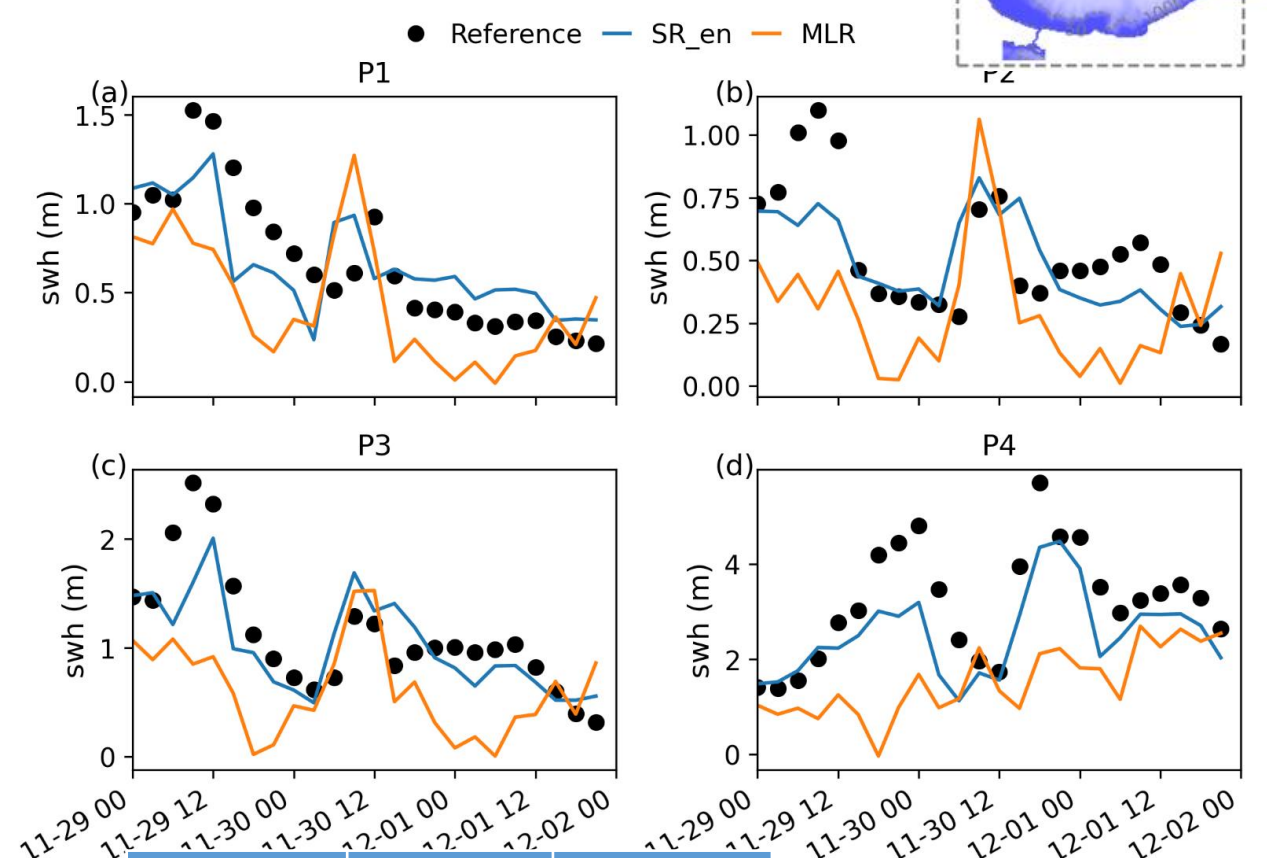 Reference SR_en MLR
P1
(a)
1.5
1.0
0.5
0.0
swh (m)
P2
(b)
1.00
0.75
0.50
0.25
0.00
swh (m)
P3
(c)
2
1
0
swh (m)
11-29 00 11-29 12 11-30 00 11-30 12 12-01 00 12-01 12 12-02 00
P4
(d)
4
2
0
swh (m)
11-29 00 11-29 12 11-30 00 11-30 12 12-01 00 12-01 12 12-02 00